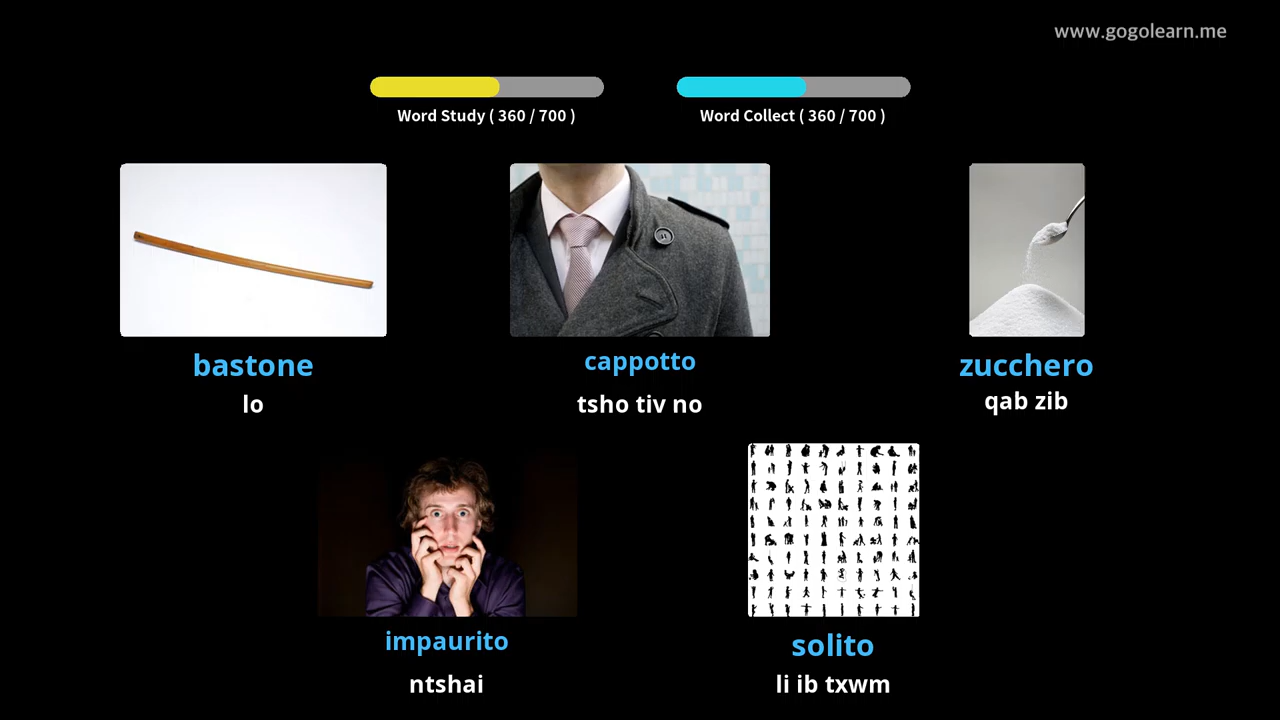 www.gogolearn.me
Word Study ( 360 / 700 )
Word Collect ( 360 / 700 )
bastone
lo
cappotto
tsho tiv no
zucchero
qab zib
impaurito
ntshai
solito
li ib txwm